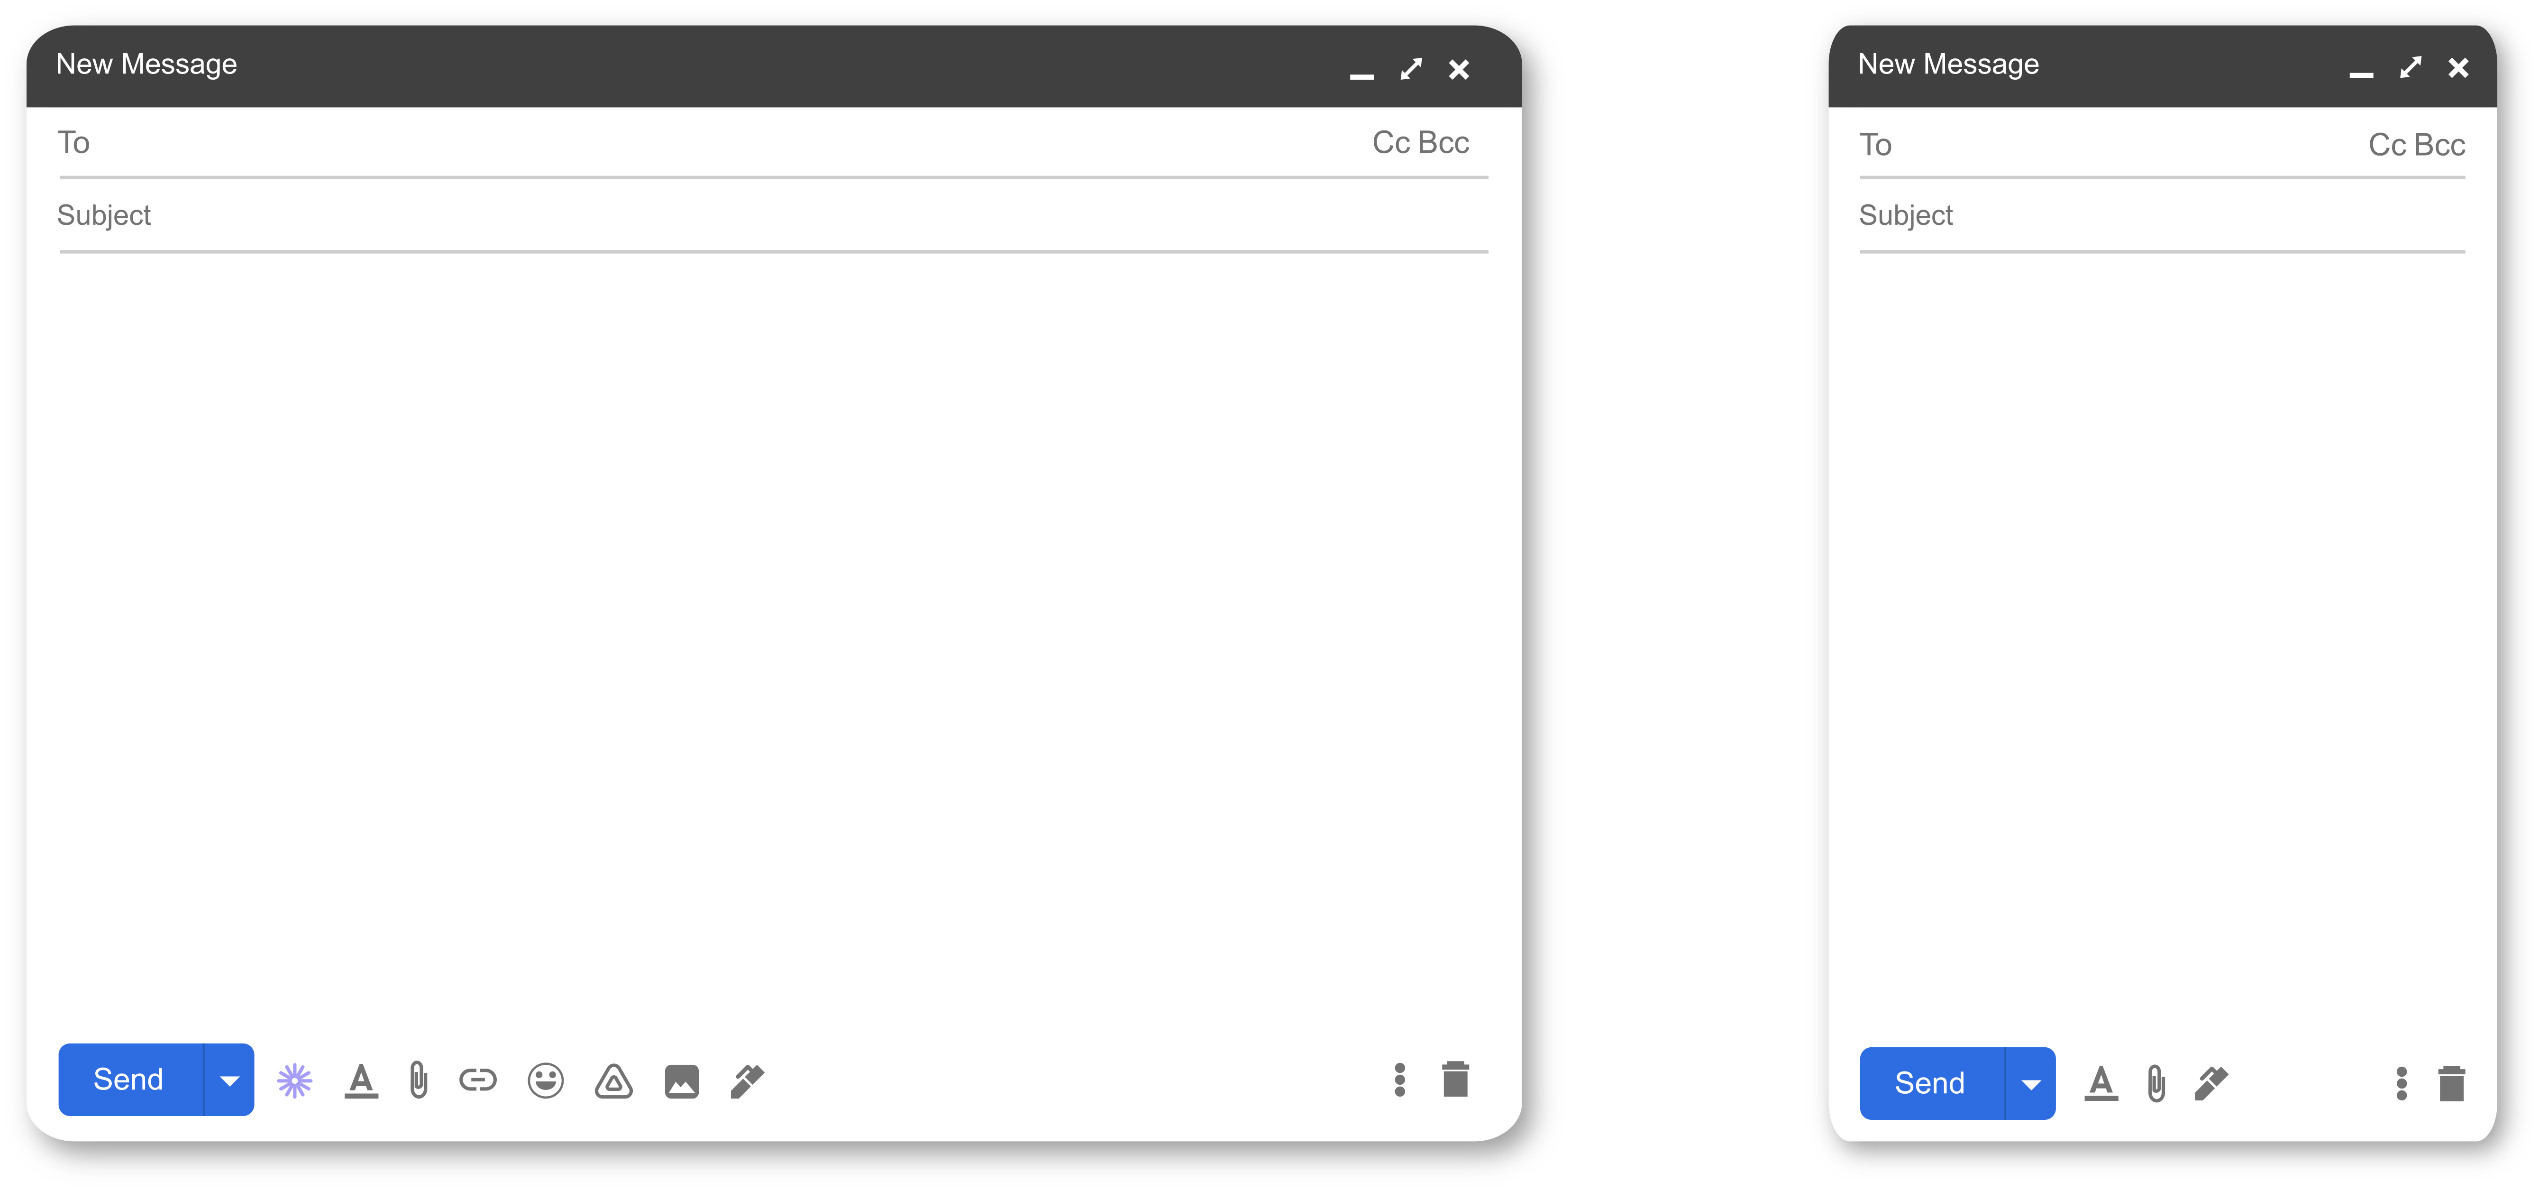 New Message
To Cc Bcc
Subject
Send
New Message
To Cc Bcc
Subject
Send